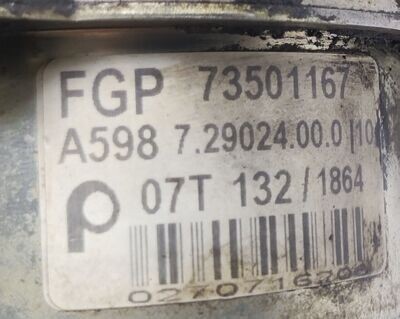 FGP 73501167
A598 7.29024.00.0
07T 132 / 1864